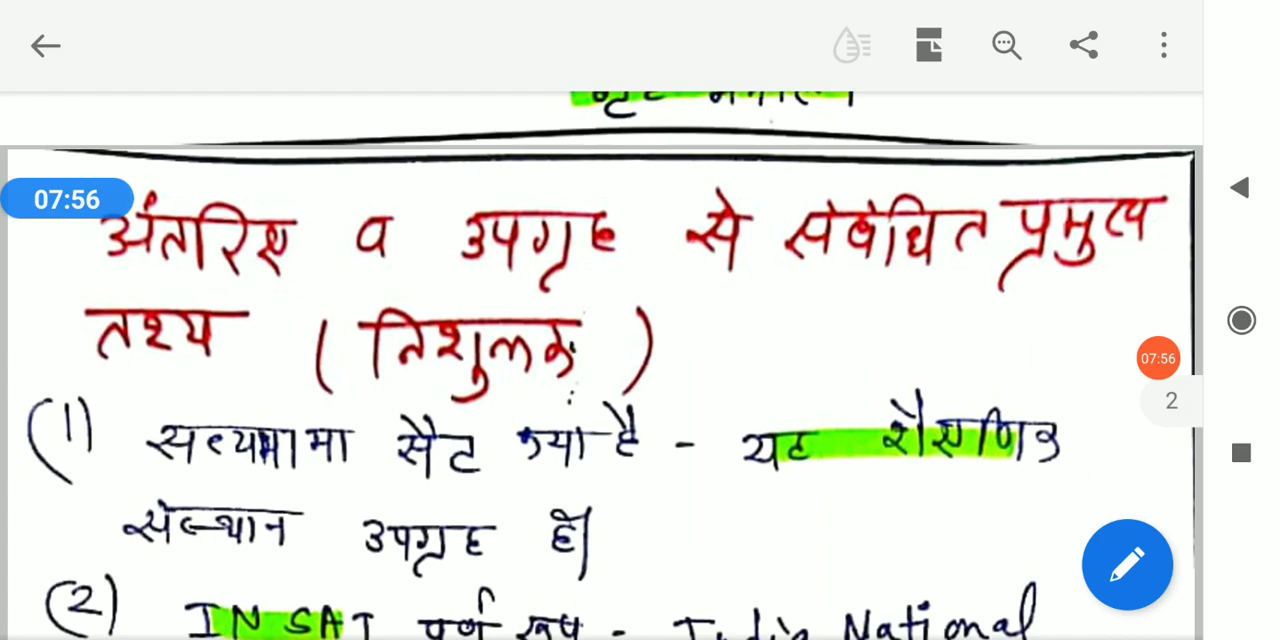 07:56
अंतरिक्ष व उपग्रह से संबंधित प्रमुख
तथ्य ( निशुल्क )
07:56
2
(1) सत्यभामा सैट क्या है - यह शैक्षणिक
संस्थान उपग्रह है।
(2) INSAT पूर्ण रूप - India National